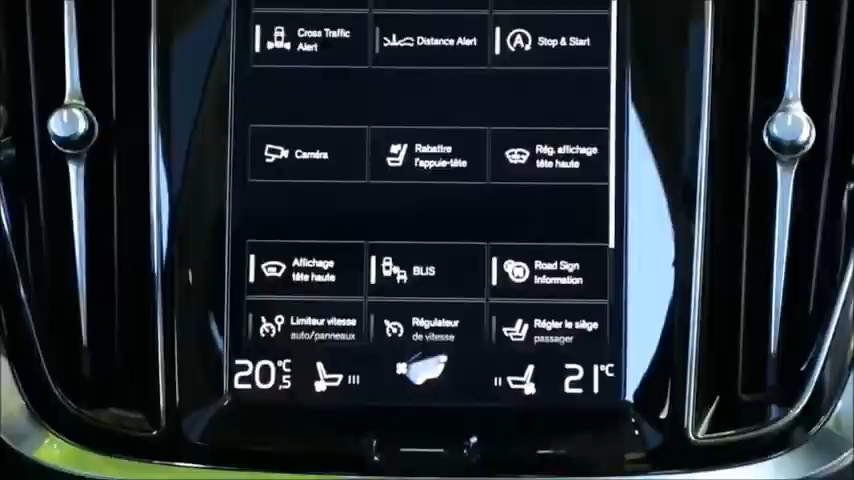 Cross Traffic
Alert
Distance Alert
Stop & Start
Caméra
Rabattre
l'appuie-tête
Rég. affichage
tête haute
Affichage
tête haute
BLIS
Road Sign
Information
Limiteur vitesse
auto/panneaux
Régulateur
de vitesse
Régler le siège
passager
20,5 °C
21°C